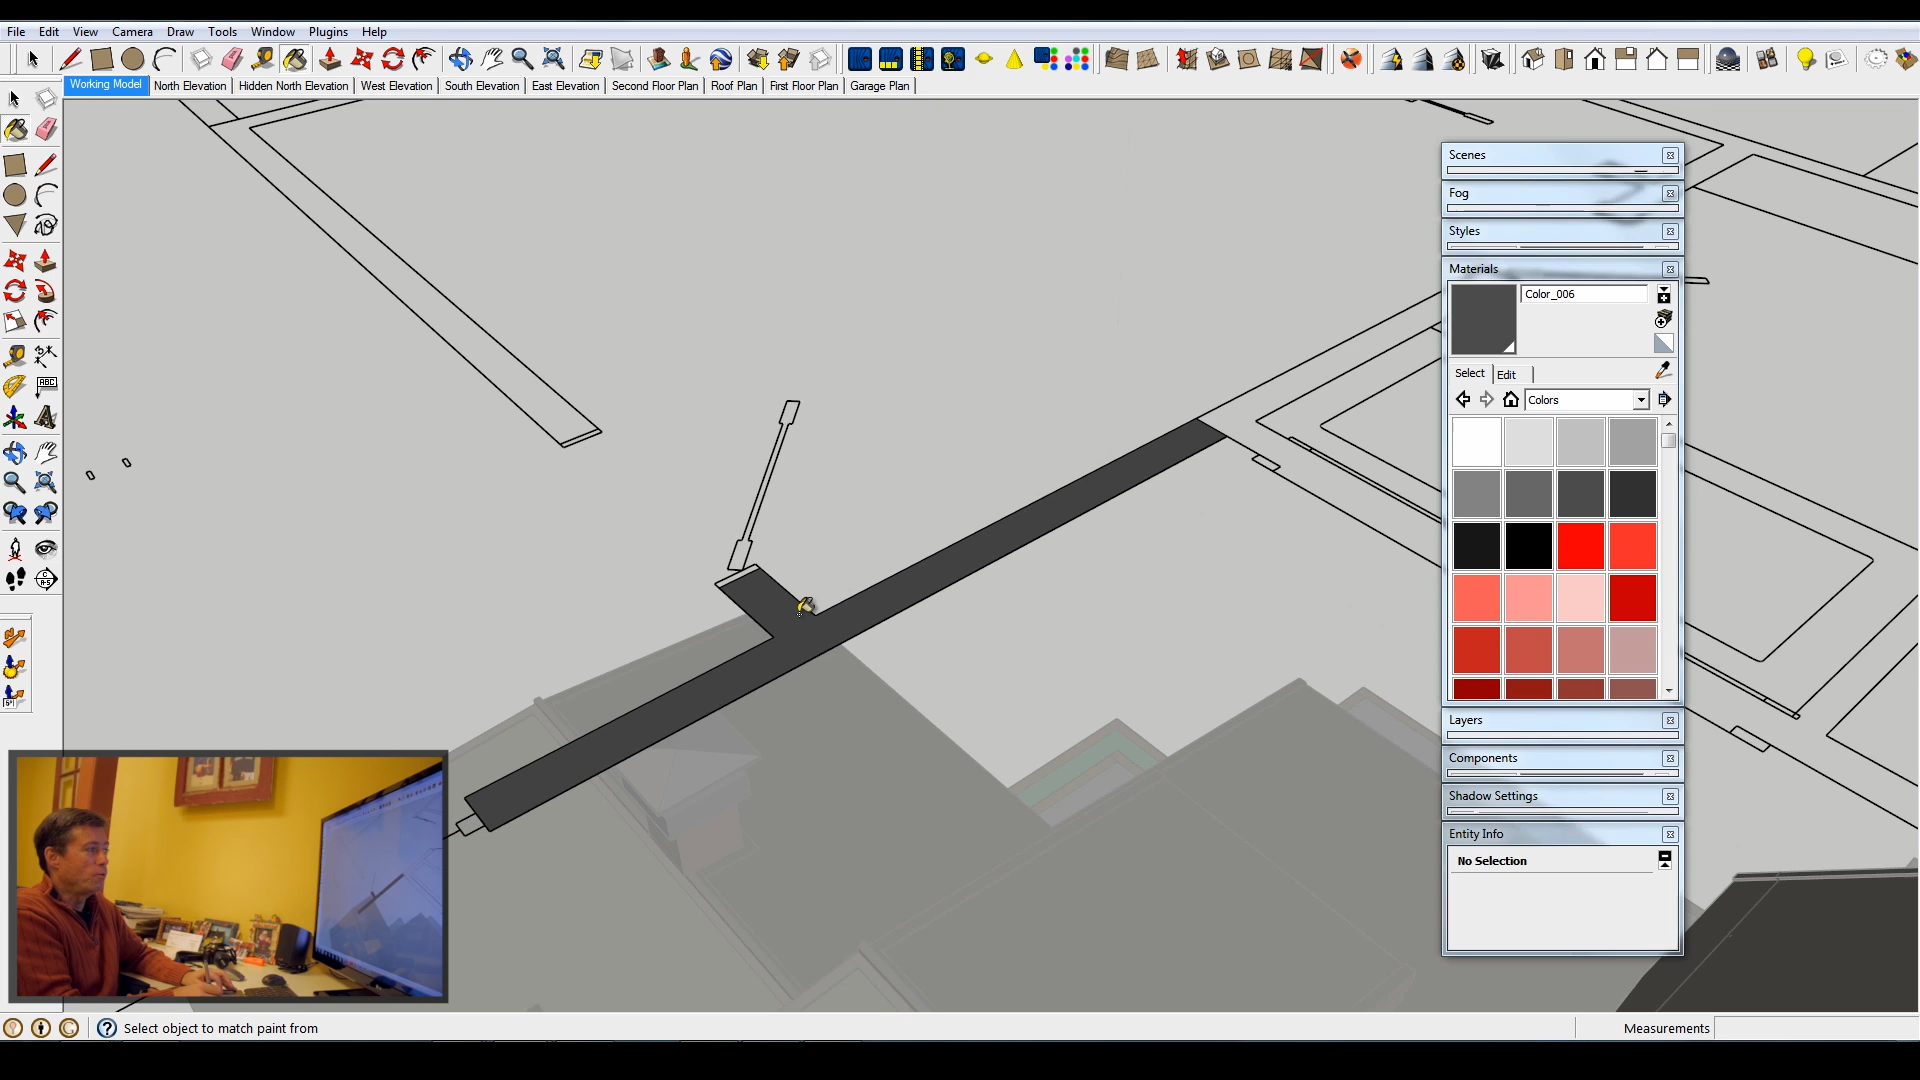 File Edit View Camera Draw Tools Window Plugins Help
Working Model North Elevation Hidden North Elevation West Elevation South Elevation East Elevation Second Floor Plan Roof Plan First Floor Plan Garage Plan
Scenes
Fog
Styles
Materials
Color_006
Select Edit
Colors
ABC
Layers
Components
Shadow Settings
Entity Info
No Selection
Select object to match paint from
Measurements